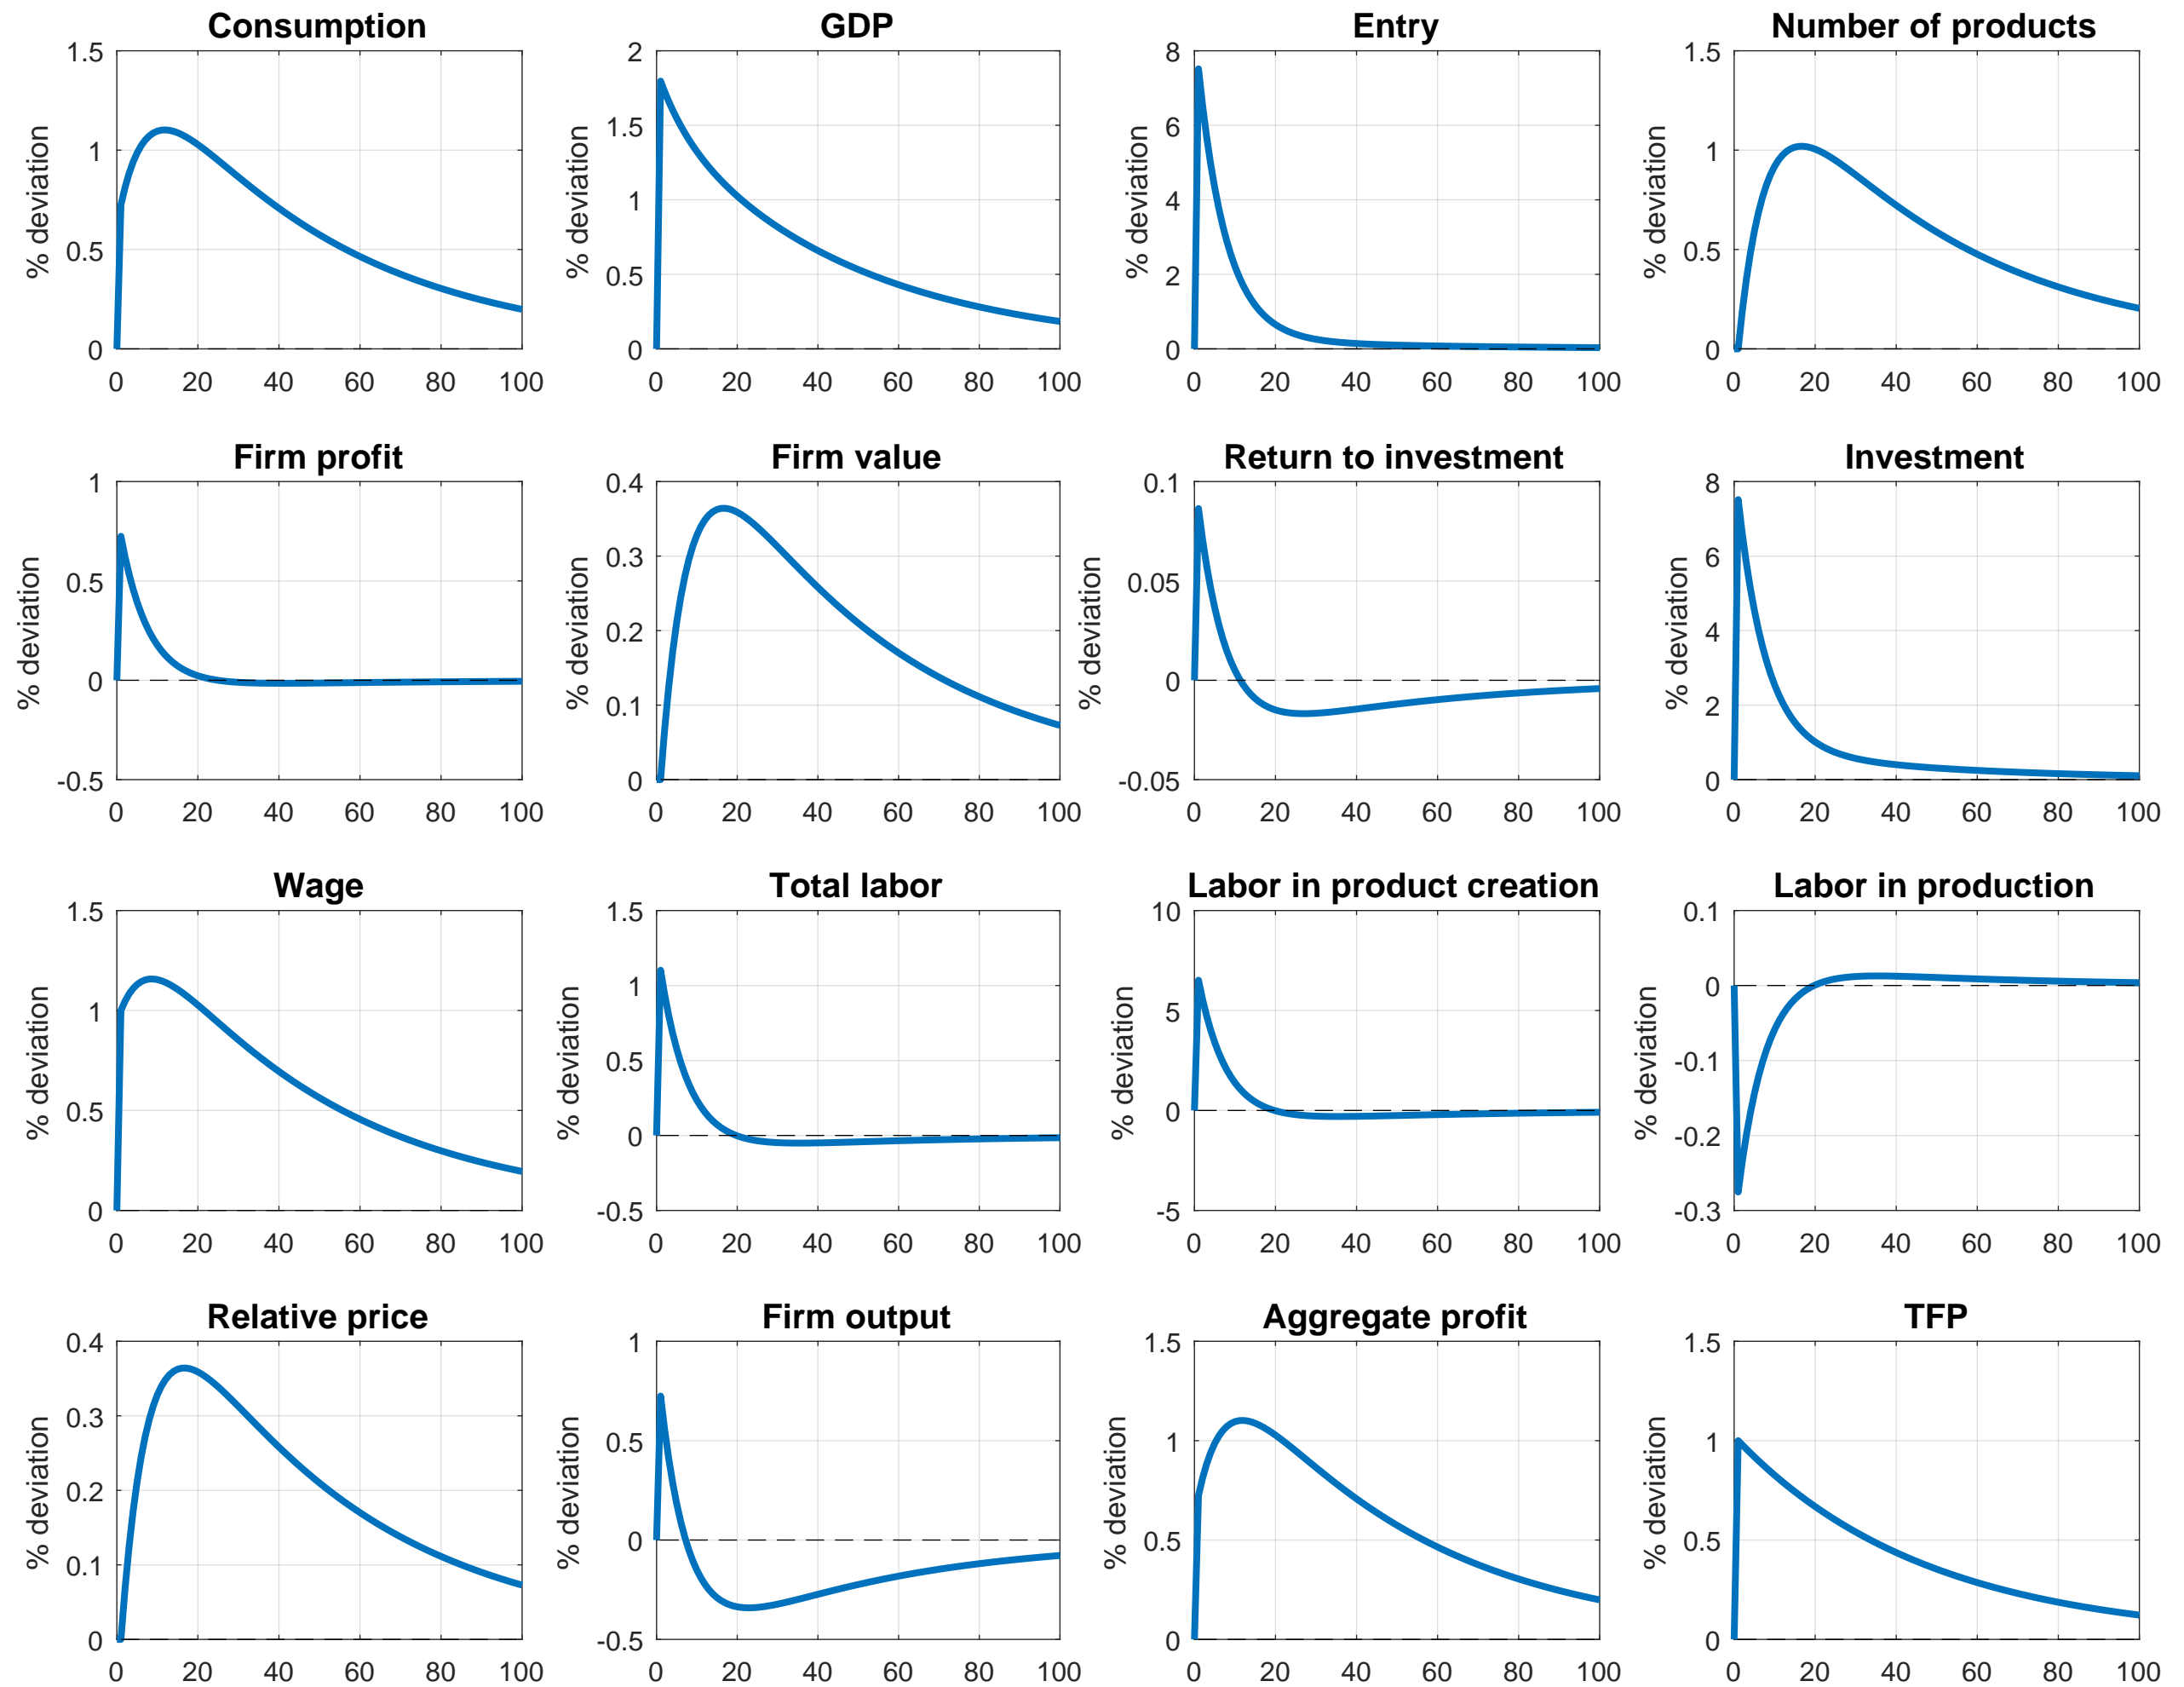 Consumption
GDP
Entry
Number of products
% deviation
1.5
1
0.5
0
0 20 40 60 80 100
% deviation
2
1.5
1
0.5
0
0 20 40 60 80 100
% deviation
8
6
4
2
0
0 20 40 60 80 100
% deviation
1.5
1
0.5
0
0 20 40 60 80 100
Firm profit
Firm value
Return to investment
Investment
% deviation
1
0.5
0
-0.5
0 20 40 60 80 100
% deviation
0.4
0.3
0.2
0.1
0
0 20 40 60 80 100
% deviation
0.1
0.05
0
-0.05
0 20 40 60 80 100
% deviation
8
6
4
2
0
0 20 40 60 80 100
Wage
Total labor
Labor in product creation
Labor in production
% deviation
1.5
1
0.5
0
0 20 40 60 80 100
% deviation
1.5
1
0.5
0
-0.5
0 20 40 60 80 100
% deviation
10
5
0
-5
0 20 40 60 80 100
% deviation
0.1
0
-0.1
-0.2
-0.3
0 20 40 60 80 100
Relative price
Firm output
Aggregate profit
TFP
% deviation
0.4
0.3
0.2
0.1
0
0 20 40 60 80 100
% deviation
1
0.5
0
-0.5
0 20 40 60 80 100
% deviation
1.5
1
0.5
0
0 20 40 60 80 100
% deviation
1.5
1
0.5
0
0 20 40 60 80 100